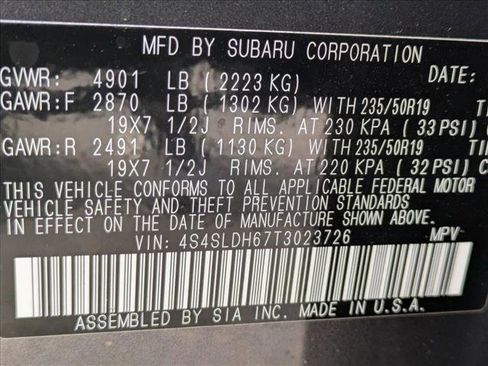 MFD BY SUBARU CORPORATION
GVWR: 4901 LB (2223 KG) DATE:
GAWR:F 2870 LB (1302 KG) WITH 235/50R19
19X7 1/2J RIMS. AT 230 KPA (33 PSI)
GAWR:R 2491 LB (1130 KG) WITH 235/50R19
19X7 1/2J RIMS. AT 220 KPA (32 PSI)
THIS VEHICLE CONFORMS TO ALL APPLICABLE FEDERAL MOTOR
VEHICLE SAFETY AND THEFT PREVENTION STANDARDS
IN EFFECT ON THE DATE OF MANUFACTURE SHOWN ABOVE.
VIN: 4S4SLDH67T3023726 MPV
ASSEMBLED BY SIA INC. MADE IN U.S.A.